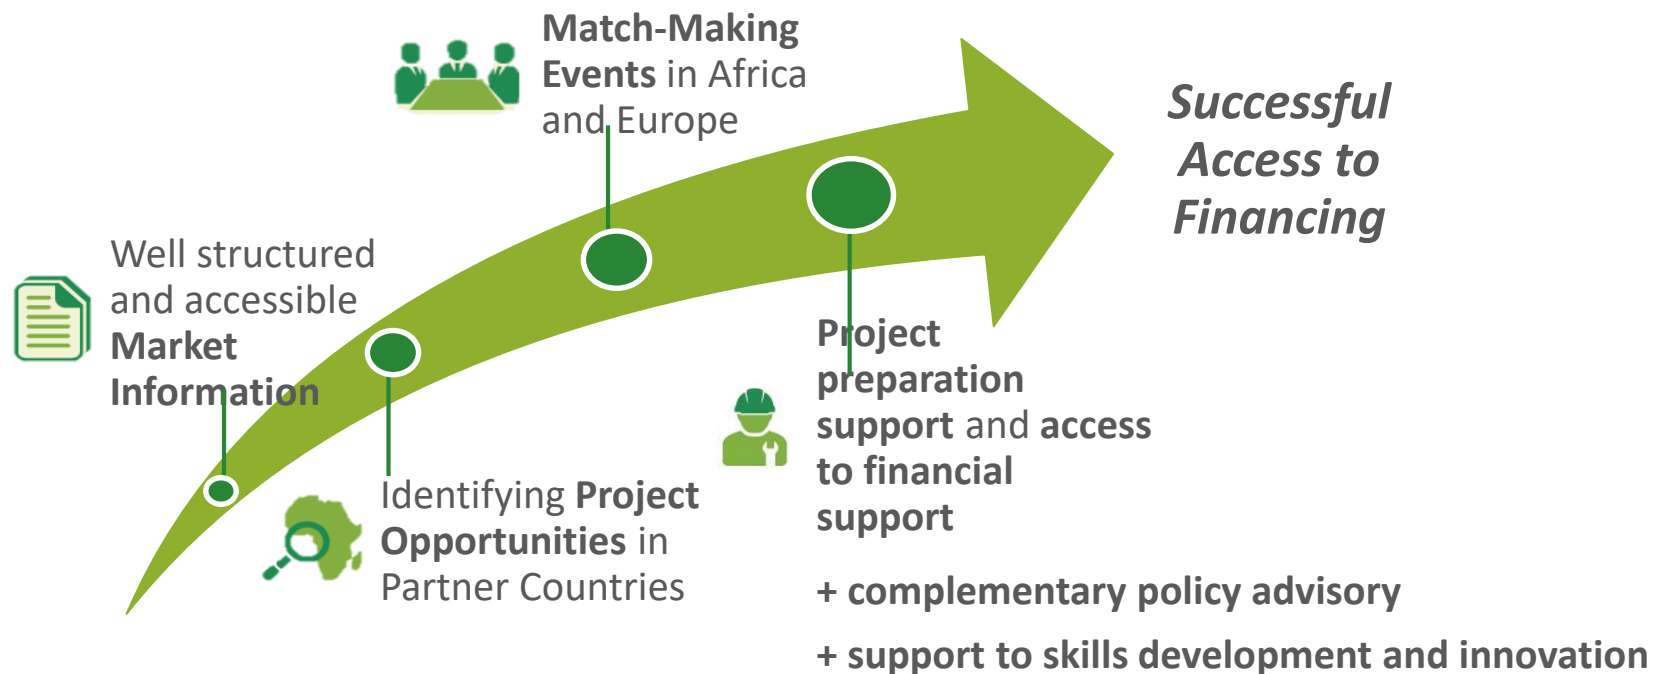 Match-Making
Events in Africa
and Europe
Successful
Access to
Financing
Well structured
and accessible
Market
Information
Identifying Project
Opportunities in
Partner Countries
Project
preparation
support and access
to financial
support
+ complementary policy advisory
+ support to skills development and innovation